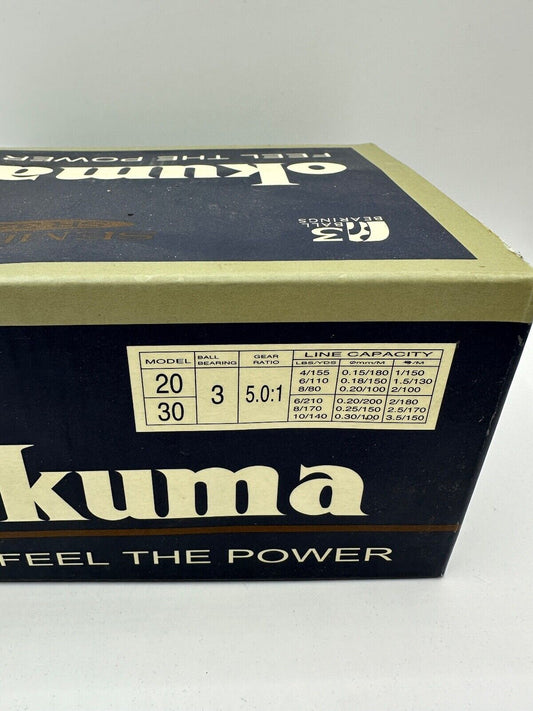 okuma
FEEL THE POWER
3 BALL BEARINGS
MODEL BALL BEARING GEAR RATIO LINE CAPACITY
LBS/YDS Ømm/M /M
20 3 5.0:1 4/155 0.15/180 1/150
6/110 0.18/150 1.5/130
8/80 0.20/100 2/100
30 6/210 0.20/200 2/180
8/170 0.25/150 2.5/170
10/140 0.30/100 3.5/150
kuma
FEEL THE POWER